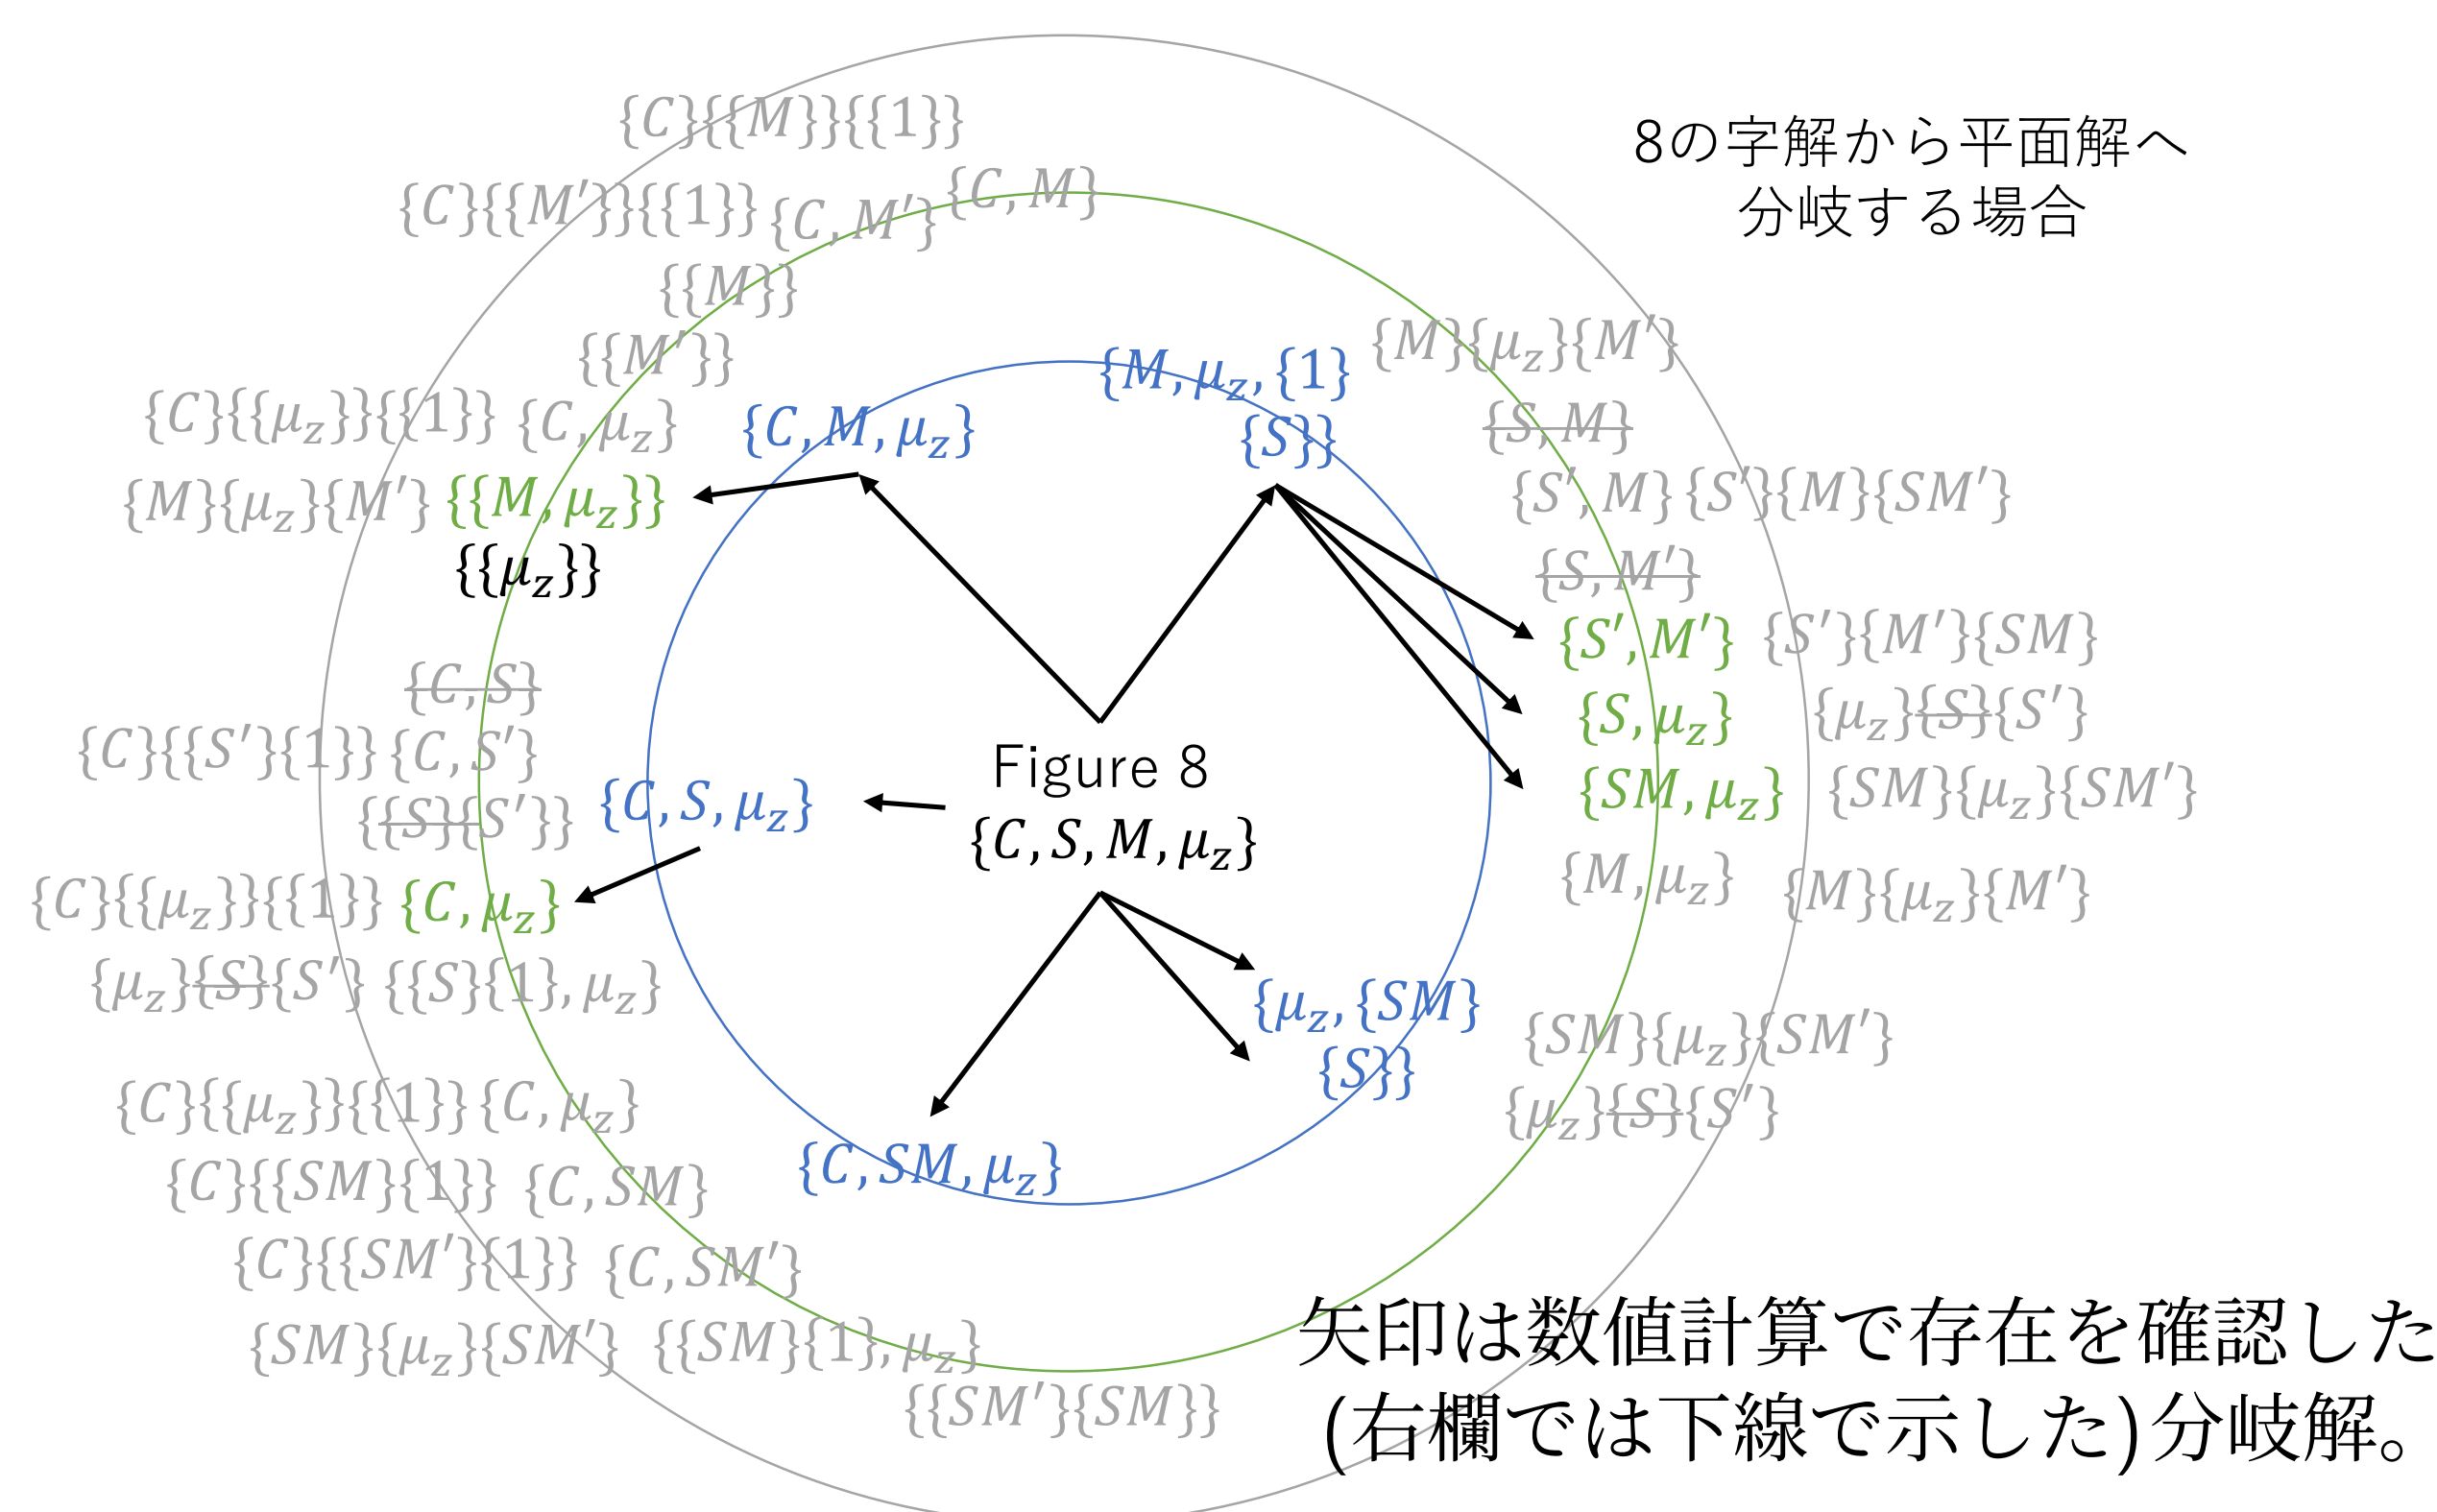 8の字解から平面解へ
分岐する場合
{C}{{M}}{{1}}
{C}{{M′}}{{1}}
{C, M′}
{C, M}
{{M}}
{{M′}}
{C}{{μz}}{{1}}
{C, μz}
{C, M, μz}
{M, μz, {1}
{S}}
{M}{μz}{M′}
{S, M}
{M}{μz}{M′}
{{M, μz}}
{{μz}}
{S′, M}
{S′}{M}{SM′}
{S, M′}
{S′, M′}
{S′}{M′}{SM}
{S, μz}
{μz}{S}{S′}
{SM, μz}
{SM}{μz}{SM′}
{M, μz}
{M}{μz}{M′}
{C, S}
{C}{{S′}{1}}
{C, S′}
{{S}{S′}}
{C, S, μz}
Figure 8
{C, S, M, μz}
{C}{{μz}}{{1}}
{C, μz}
{μz}{S}{S′}
{{S}{1}, μz}
{μz, {SM}
{S}}
{SM}{μz}{SM′}
{μz}{S}{S′}
{C}{{μz}}{{1}}
{C, μz}
{C, SM, μz}
{C}{{SM}{1}}
{C, SM}
{C}{{SM′}{1}}
{C, SM′}
{SM}{μz}{SM′}
{{SM}{1}, μz}
{{SM′}{SM}}
矢印は数値計算で存在を確認した
(右欄では下線で示した)分岐解。